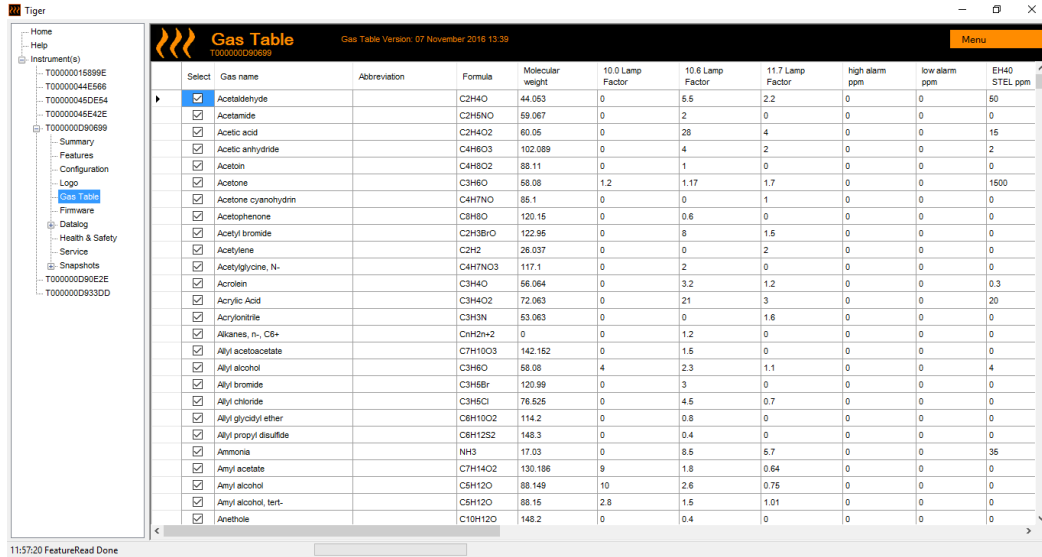 Tiger
Home
Help
Instrument(s)
T00000015899E
T00000044E566
T00000045DE54
T00000045E42E
T000000D90699
Summary
Features
Configuration
Logo
Gas Table
Firmware
Datalog
Health & Safety
Service
Snapshots
T000000D90E2E
T000000D933DD
Gas Table
T000000D90699
Gas Table Version: 07 November 2016 13:39
Menu
Select Gas name Abbreviation Formula Molecular weight 10.0 Lamp Factor 10.6 Lamp Factor 11.7 Lamp Factor high alarm ppm low alarm ppm EH40 STEL ppm
Acetaldehyde C2H4O 44.053 0 5.5 2.2 0 0 50
Acetamide C2H5NO 59.067 0 2 0 0 0 0
Acetic acid C2H4O2 60.05 0 28 4 0 0 15
Acetic anhydride C4H6O3 102.089 0 4 2 0 0 2
Acetoin C4H8O2 88.11 0 1 0 0 0 0
Acetone C3H6O 58.08 1.2 1.17 1.7 0 0 1500
Acetone cyanohydrin C4H7NO 85.1 0 0 1 0 0 0
Acetophenone C8H8O 120.15 0 0.6 0 0 0 0
Acetyl bromide C2H3BrO 122.95 0 8 1.5 0 0 0
Acetylene C2H2 26.037 0 0 2 0 0 0
Acetylglycine, N- C4H7NO3 117.1 0 2 0 0 0 0
Acrolein C3H4O 56.064 0 3.2 1.2 0 0 0.3
Acrylic Acid C3H4O2 72.063 0 21 3 0 0 20
Acrylonitrile C3H3N 53.063 0 0 1.6 0 0 0
Alkanes, n-, C6+ CnH2n+2 0 0 1.2 0 0 0 0
Allyl acetoacetate C7H10O3 142.152 0 1.5 0 0 0 0
Allyl alcohol C3H6O 58.08 4 2.3 1.1 0 0 4
Allyl bromide C3H5Br 120.99 0 3 0 0 0 0
Allyl chloride C3H5Cl 76.525 0 4.5 0.7 0 0 0
Allyl glycidyl ether C6H10O2 114.2 0 0.8 0 0 0 0
Allyl propyl disulfide C6H12S2 148.3 0 0.4 0 0 0 0
Ammonia NH3 17.03 0 8.5 5.7 0 0 35
Amyl acetate C7H14O2 130.186 9 1.8 0.64 0 0 0
Amyl alcohol C5H12O 88.149 10 2.6 0.75 0 0 0
Amyl alcohol, tert- C5H12O 88.15 2.8 1.5 1.01 0 0 0
Anethole C10H12O 148.2 0 0.4 0 0 0 0
11:57:20 FeatureRead Done